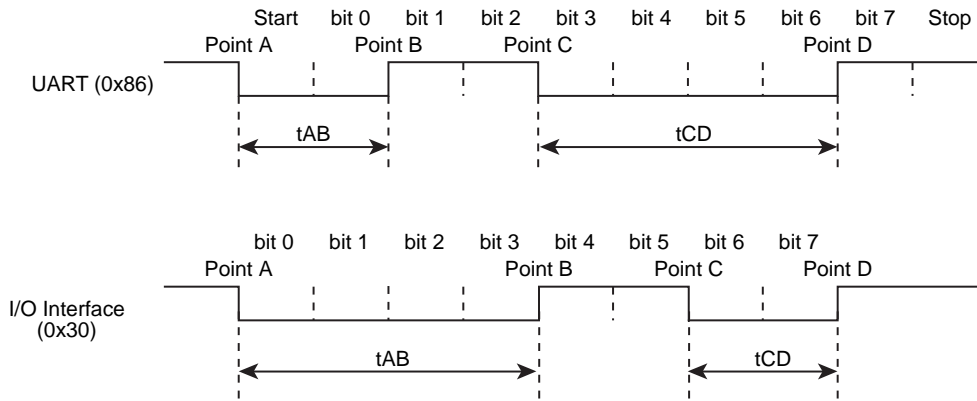 Start bit 0 bit 1 bit 2 bit 3 bit 4 bit 5 bit 6 bit 7 Stop
Point A Point B Point C Point D
UART (0x86)
tAB tCD
bit 0 bit 1 bit 2 bit 3 bit 4 bit 5 bit 6 bit 7
Point A Point B Point C Point D
I/O Interface
(0x30)
tAB tCD